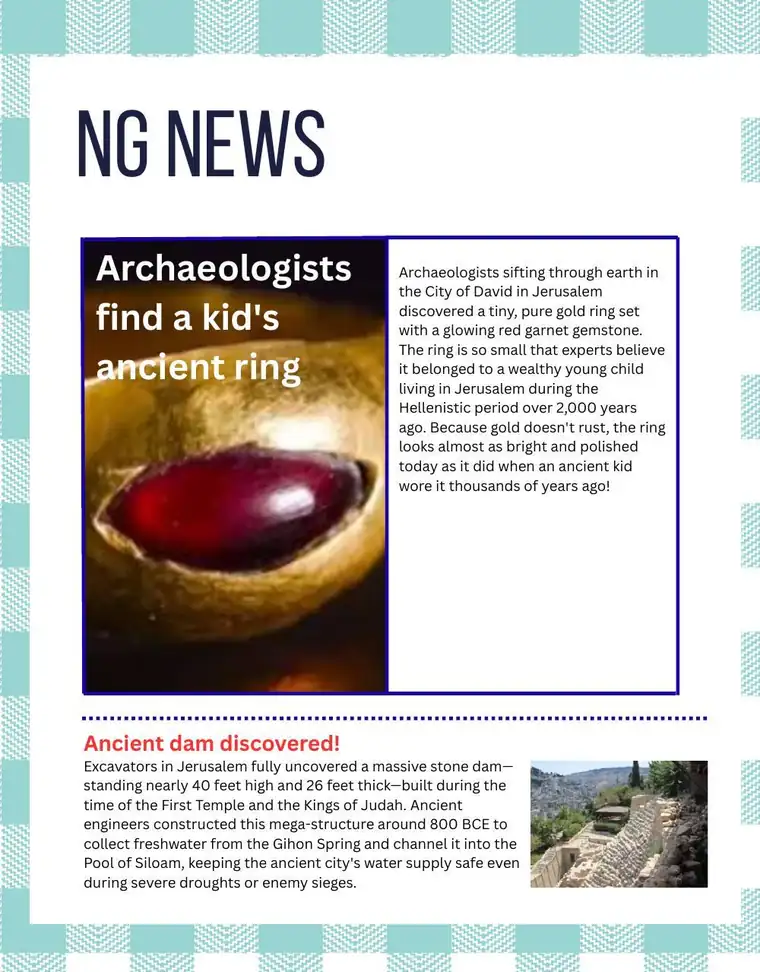 NG NEWS
Archaeologists
find a kid's
ancient ring
Archaeologists sifting through earth in
the City of David in Jerusalem
discovered a tiny, pure gold ring set
with a glowing red garnet gemstone.
The ring is so small that experts believe
it belonged to a wealthy young child
living in Jerusalem during the
Hellenistic period over 2,000 years
ago. Because gold doesn't rust, the ring
looks almost as bright and polished
today as it did when an ancient kid
wore it thousands of years ago!
Ancient dam discovered!
Excavators in Jerusalem fully uncovered a massive stone dam—
standing nearly 40 feet high and 26 feet thick—built during the
time of the First Temple and the Kings of Judah. Ancient
engineers constructed this mega-structure around 800 BCE to
collect freshwater from the Gihon Spring and channel it into the
Pool of Siloam, keeping the ancient city's water supply safe even
during severe droughts or enemy sieges.